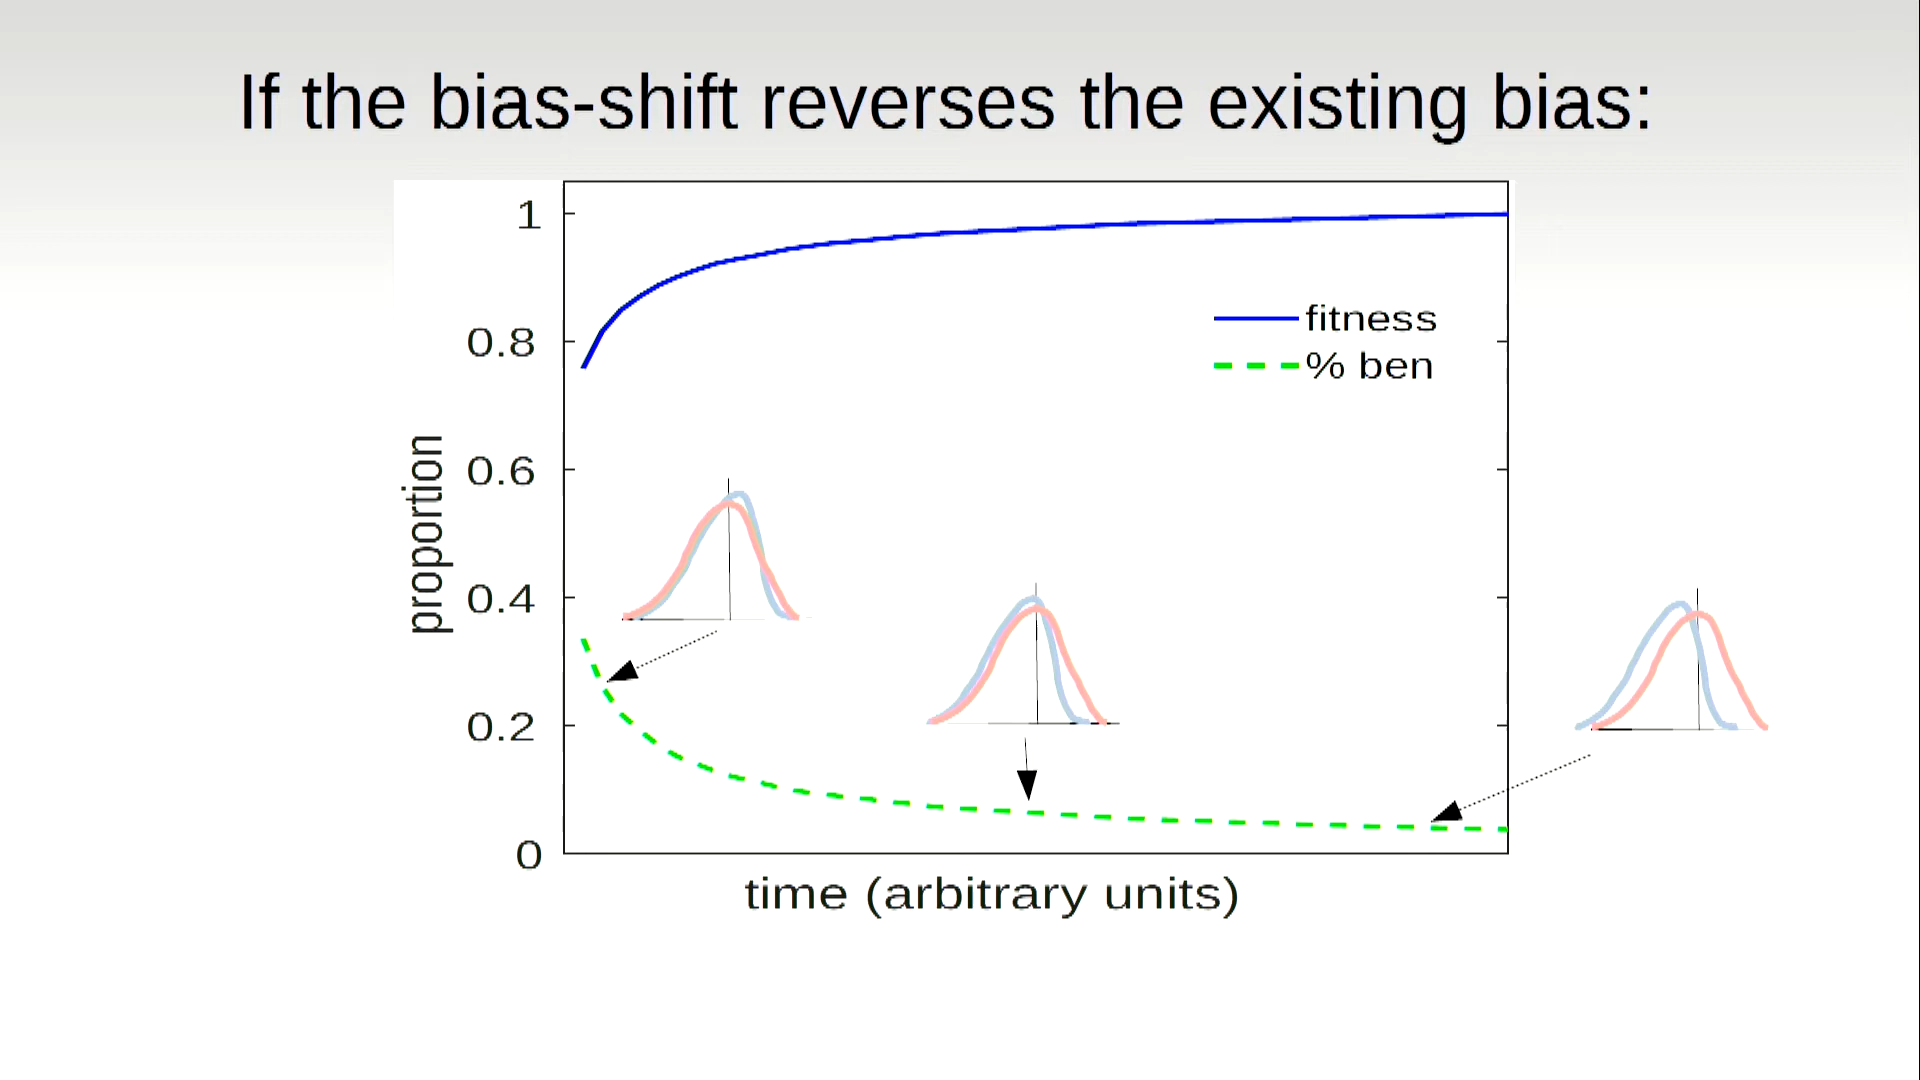 If the bias-shift reverses the existing bias:
1
0.8
0.6
0.4
0.2
0
proportion
fitness
% ben
time (arbitrary units)